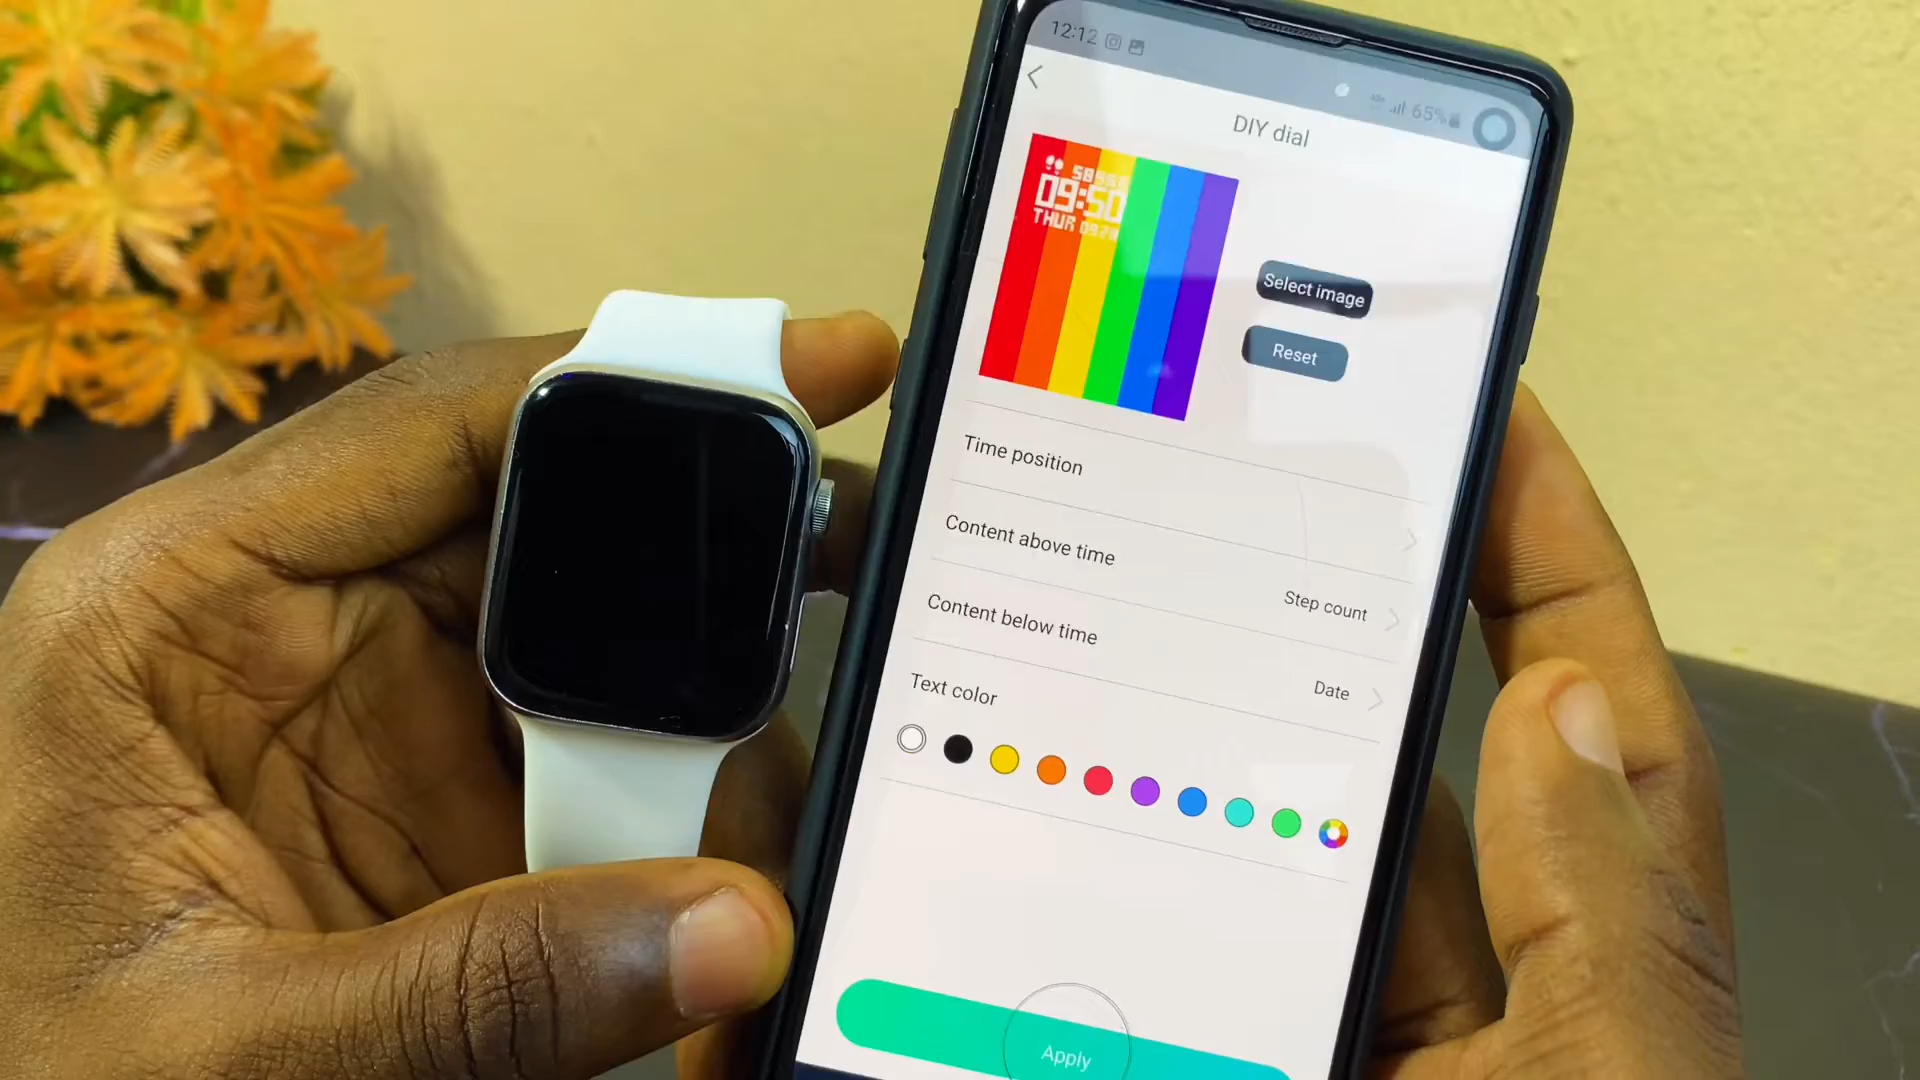 12:12
65%
DIY dial
09:50
THUR
Select image
Reset
Time position
Content above time
Step count
Content below time
Date
Text color
Apply